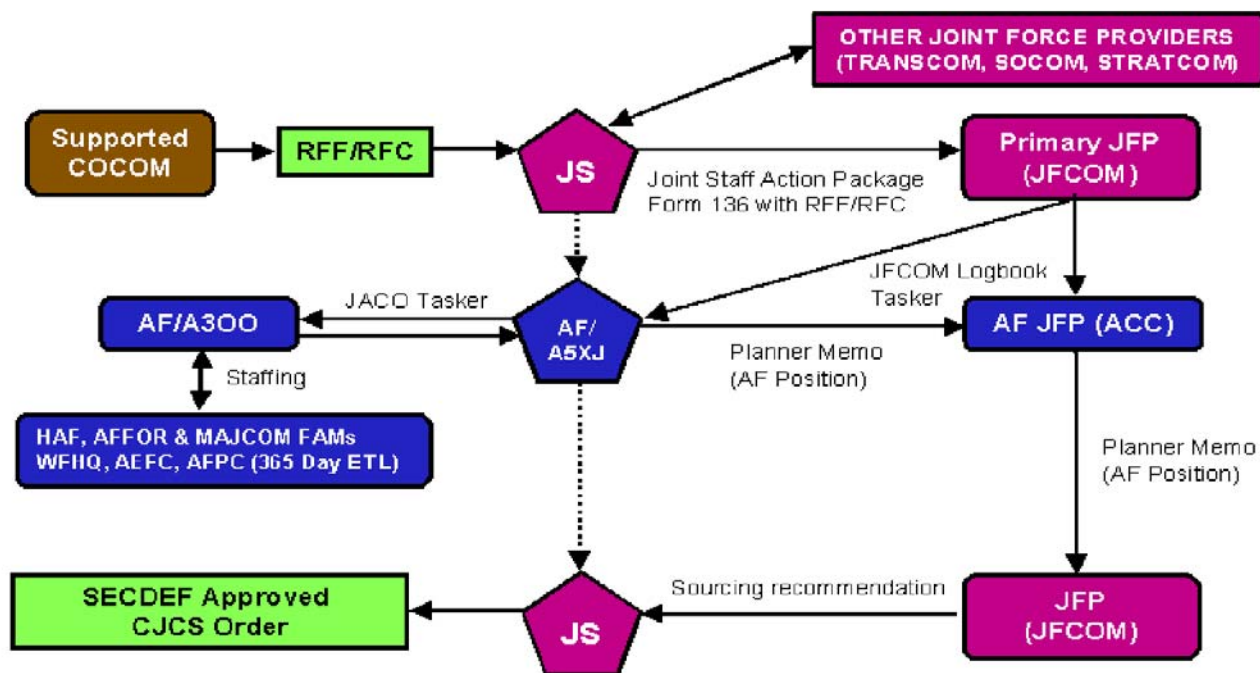 OTHER JOINT FORCE PROVIDERS
(TRANSCOM, SOCOM, STRATCOM)
Supported
COCOM
RFF/RFC
JS
Primary JFP
(JFCOM)
Joint Staff Action Package
Form 136 with RFF/RFC
JFCOM Logbook
Tasker
JACO Tasker
AF/A3OO
AF/
A5XJ
AF JFP (ACC)
Planner Memo
(AF Position)
Staffing
HAF, AFFOR & MAJCOM FAMs
WFHQ, AEFC, AFPC (365 Day ETL)
Planner Memo
(AF Position)
SECDEF Approved
CJCS Order
JS
Sourcing recommendation
JFP
(JFCOM)